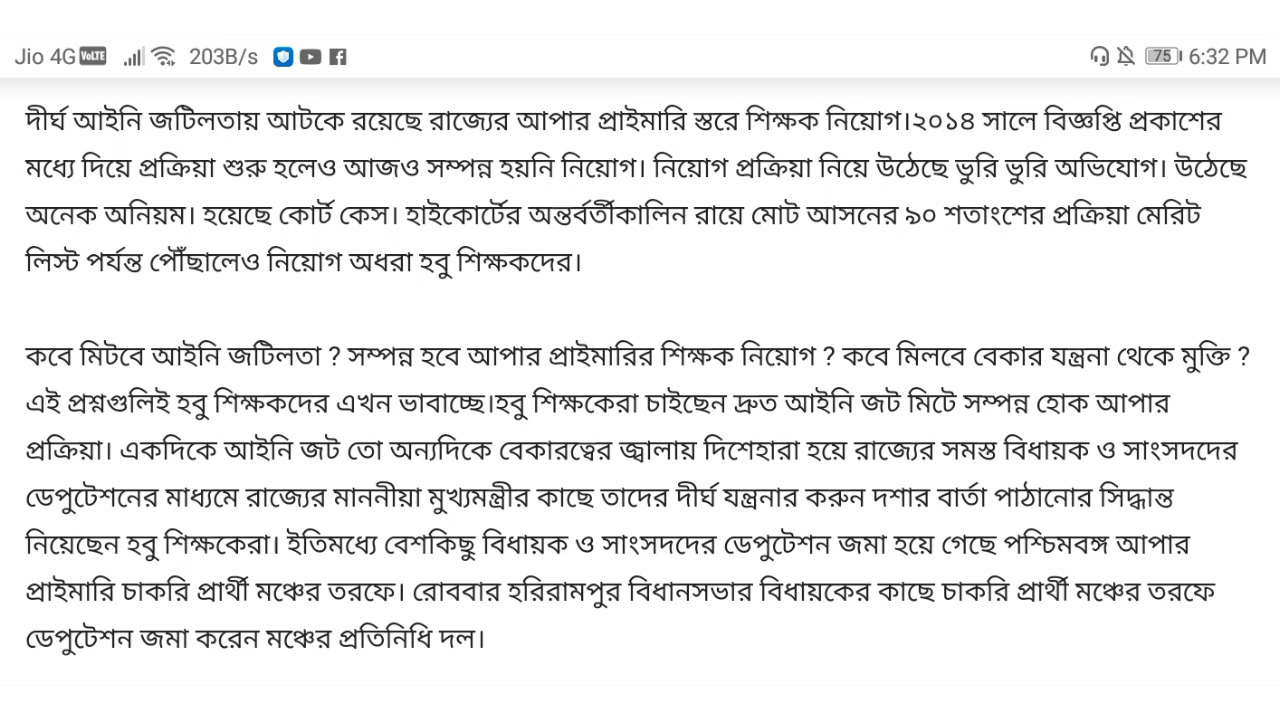 Jio 4G VoLTE 203B/s 75 6:32 PM
দীর্ঘ আইনি জটিলতায় আটকে রয়েছে রাজ্যের আপার প্রাইমারি স্তরে শিক্ষক নিয়োগ।২০১৪ সালে বিজ্ঞপ্তি প্রকাশের
মধ্যে দিয়ে প্রক্রিয়া শুরু হলেও আজও সম্পন্ন হয়নি নিয়োগ। নিয়োগ প্রক্রিয়া নিয়ে উঠেছে ভুরি ভুরি অভিযোগ। উঠেছে
অনেক অনিয়ম। হয়েছে কোর্ট কেস। হাইকোর্টের অন্তর্বর্তীকালিন রায়ে মোট আসনের ৯০ শতাংশের প্রক্রিয়া মেরিট
লিস্ট পর্যন্ত পৌঁছালেও নিয়োগ অধরা হবু শিক্ষকদের।
কবে মিটবে আইনি জটিলতা ? সম্পন্ন হবে আপার প্রাইমারির শিক্ষক নিয়োগ ? কবে মিলবে বেকার যন্ত্রনা থেকে মুক্তি ?
এই প্রশ্নগুলিই হবু শিক্ষকদের এখন ভাবাচ্ছে।হবু শিক্ষকেরা চাইছেন দ্রুত আইনি জট মিটে সম্পন্ন হোক আপার
প্রক্রিয়া। একদিকে আইনি জট তো অন্যদিকে বেকারত্বের জ্বালায় দিশেহারা হয়ে রাজ্যের সমস্ত বিধায়ক ও সাংসদদের
ডেপুটেশনের মাধ্যমে রাজ্যের মাননীয়া মুখ্যমন্ত্রীর কাছে তাদের দীর্ঘ যন্ত্রনার করুন দশার বার্তা পাঠানোর সিদ্ধান্ত
নিয়েছেন হবু শিক্ষকেরা। ইতিমধ্যে বেশকিছু বিধায়ক ও সাংসদদের ডেপুটেশন জমা হয়ে গেছে পশ্চিমবঙ্গ আপার
প্রাইমারি চাকরি প্রার্থী মঞ্চের তরফে। রোববার হরিরামপুর বিধানসভার বিধায়কের কাছে চাকরি প্রার্থী মঞ্চের তরফে
ডেপুটেশন জমা করেন মঞ্চের প্রতিনিধি দল।